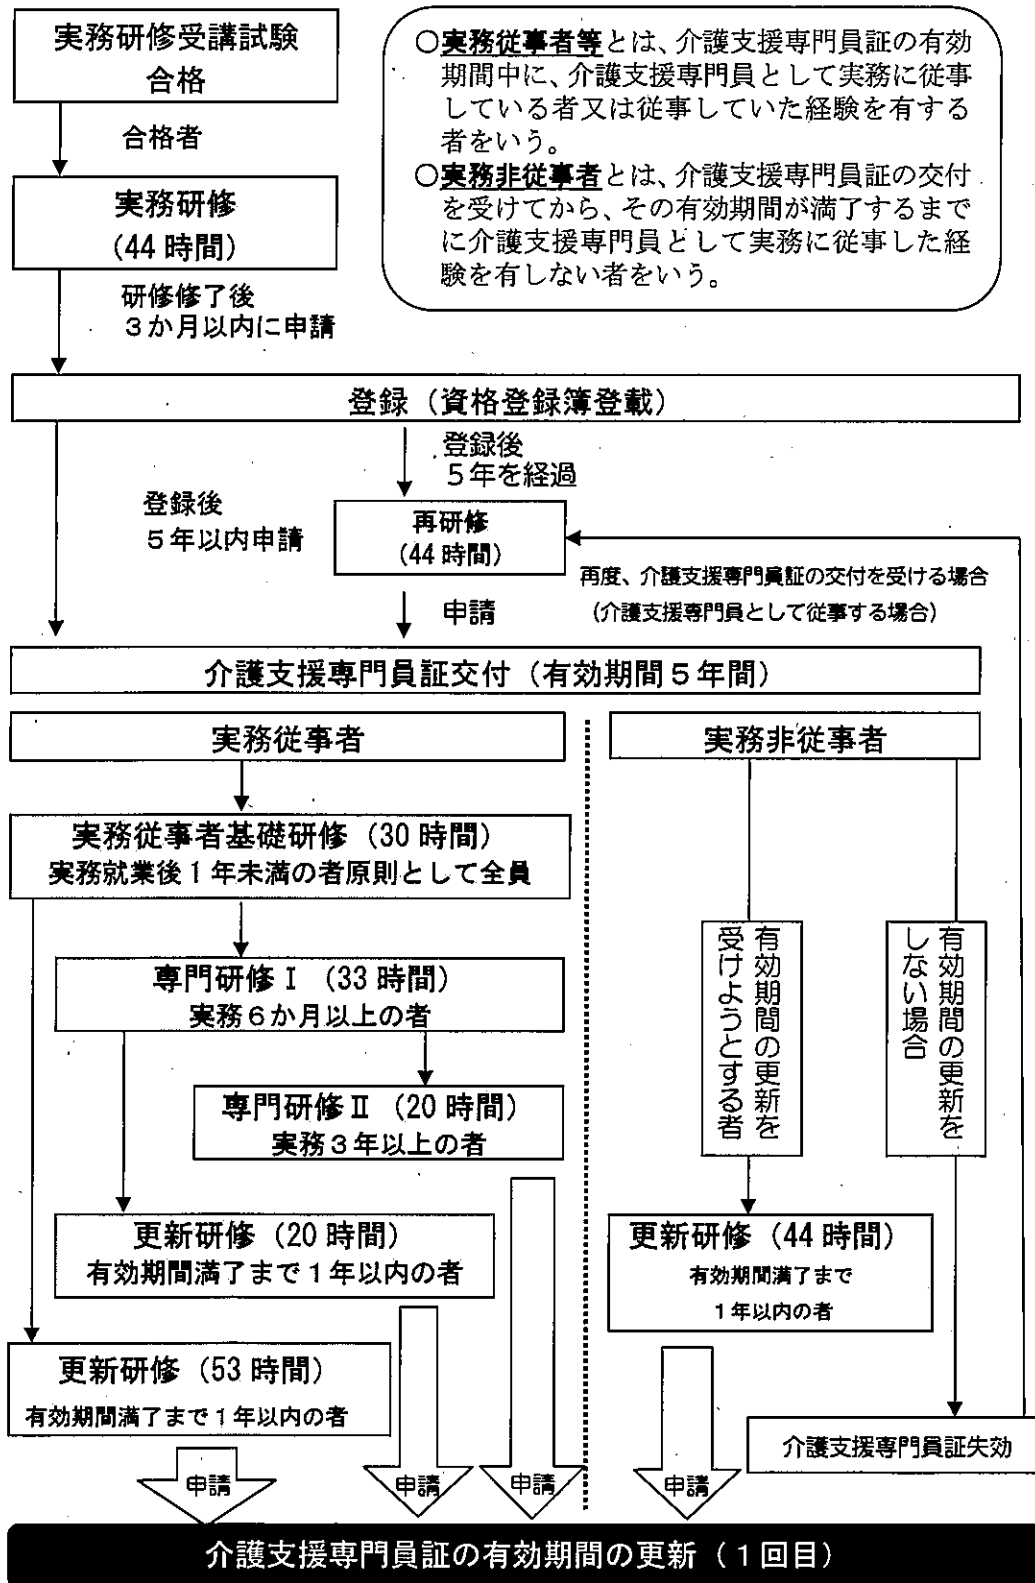 実務研修受講試験
合格
○実務従事者等とは、介護支援専門員証の有効
期間中に、介護支援専門員として実務に従事
している者又は従事していた経験を有する
者をいう。
○実務非従事者とは、介護支援専門員証の交付
を受けてから、その有効期間が満了するまで
に介護支援専門員として実務に従事した経
験を有しない者をいう。
合格者
実務研修
(44時間)
研修修了後
3か月以内に申請
登録(資格登録簿登載)
登録後
5年を経過
登録後
5年以内申請
再研修
(44時間)
再度、介護支援専門員証の交付を受ける場合
(介護支援専門員として従事する場合)
申請
介護支援専門員証交付(有効期間5年間)
実務従事者
実務非従事者
実務従事者基礎研修(30時間)
実務就業後1年未満の者原則として全員
有効期間の更新を
受けようとする者
有効期間の更新を
しない場合
専門研修Ⅰ(33時間)
実務6か月以上の者
専門研修Ⅱ(20時間)
実務3年以上の者
更新研修(20時間)
有効期間満了まで1年以内の者
更新研修(44時間)
有効期間満了まで
1年以内の者
更新研修(53時間)
有効期間満了まで1年以内の者
介護支援専門員証失効
申請
申請
申請
申請
介護支援専門員証の有効期間の更新(1回目)